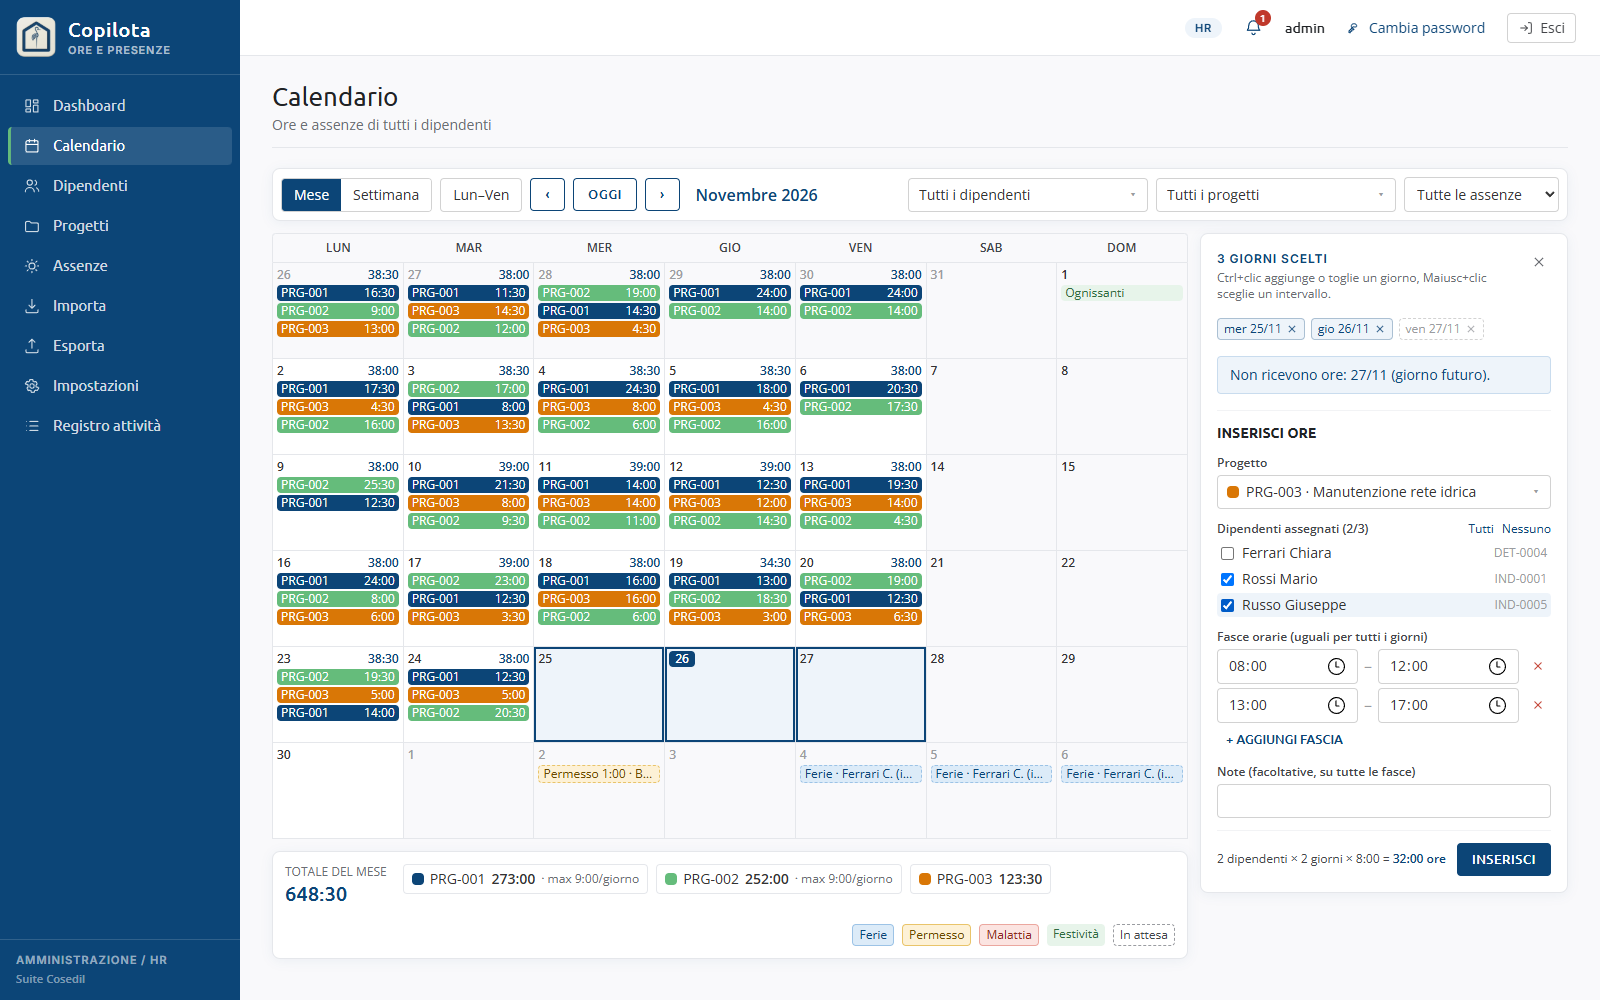 Copilota
ORE E PRESENZE
Dashboard
Calendario
Dipendenti
Progetti
Assenze
Importa
Esporta
Impostazioni
Registro attività
AMMINISTRAZIONE / HR
Suite Cosedil
HR
1
admin
Cambia password
Esci
Calendario
Ore e assenze di tutti i dipendenti
Mese
Settimana
Lun–Ven
‹
OGGI
›
Novembre 2026
Tutti i dipendenti
Tutti i progetti
Tutte le assenze
LUN MAR MER GIO VEN SAB DOM
26 38:30 27 38:00 28 38:00 29 38:00 30 38:00 31 1
PRG-001 16:30 PRG-001 11:30 PRG-002 19:00 PRG-001 24:00 PRG-001 24:00 Ognissanti
PRG-002 9:00 PRG-003 14:30 PRG-001 14:30 PRG-002 14:00 PRG-002 14:00
PRG-003 13:00 PRG-002 12:00 PRG-003 4:30
2 38:00 3 38:30 4 38:30 5 38:30 6 38:00 7 8
PRG-001 17:30 PRG-002 17:00 PRG-001 24:30 PRG-001 18:00 PRG-001 20:30
PRG-003 4:30 PRG-001 8:00 PRG-003 8:00 PRG-003 4:30 PRG-002 17:30
PRG-002 16:00 PRG-003 13:30 PRG-002 6:00 PRG-002 16:00
9 38:00 10 39:00 11 39:00 12 39:00 13 38:00 14 15
PRG-002 25:30 PRG-001 21:30 PRG-001 14:00 PRG-001 12:30 PRG-001 19:30
PRG-001 12:30 PRG-003 8:00 PRG-003 14:00 PRG-003 12:00 PRG-003 14:00
PRG-002 9:30 PRG-002 11:00 PRG-002 14:30 PRG-002 4:30
16 38:00 17 39:00 18 38:00 19 34:30 20 38:00 21 22
PRG-001 24:00 PRG-002 23:00 PRG-001 16:00 PRG-001 13:00 PRG-002 19:00
PRG-002 8:00 PRG-001 12:30 PRG-003 16:00 PRG-002 18:30 PRG-001 12:30
PRG-003 6:00 PRG-003 3:30 PRG-002 6:00 PRG-003 3:00 PRG-003 6:30
23 38:30 24 38:00 25 26 27 28 29
PRG-002 19:30 PRG-001 12:30
PRG-003 5:00 PRG-003 5:00
PRG-001 14:00 PRG-002 20:30
30 1 2 3 4 5 6
Permesso 1:00 · B... Ferie · Ferrari C. (i... Ferie · Ferrari C. (i... Ferie · Ferrari C. (i...
TOTALE DEL MESE
648:30
PRG-001 273:00 · max 9:00/giorno
PRG-002 252:00 · max 9:00/giorno
PRG-003 123:30
Ferie
Permesso
Malattia
Festività
In attesa
3 GIORNI SCELTI
Ctrl+clic aggiunge o toglie un giorno, Maiusc+clic
sceglie un intervallo.
mer 25/11 ×
gio 26/11 ×
ven 27/11 ×
Non ricevono ore: 27/11 (giorno futuro).
INSERISCI ORE
Progetto
PRG-003 · Manutenzione rete idrica
Dipendenti assegnati (2/3) Tutti Nessuno
Ferrari Chiara DET-0004
Rossi Mario IND-0001
Russo Giuseppe IND-0005
Fasce orarie (uguali per tutti i giorni)
08:00 – 12:00 ×
13:00 – 17:00 ×
+ AGGIUNGI FASCIA
Note (facoltative, su tutte le fasce)
2 dipendenti × 2 giorni × 8:00 = 32:00 ore
INSERISCI